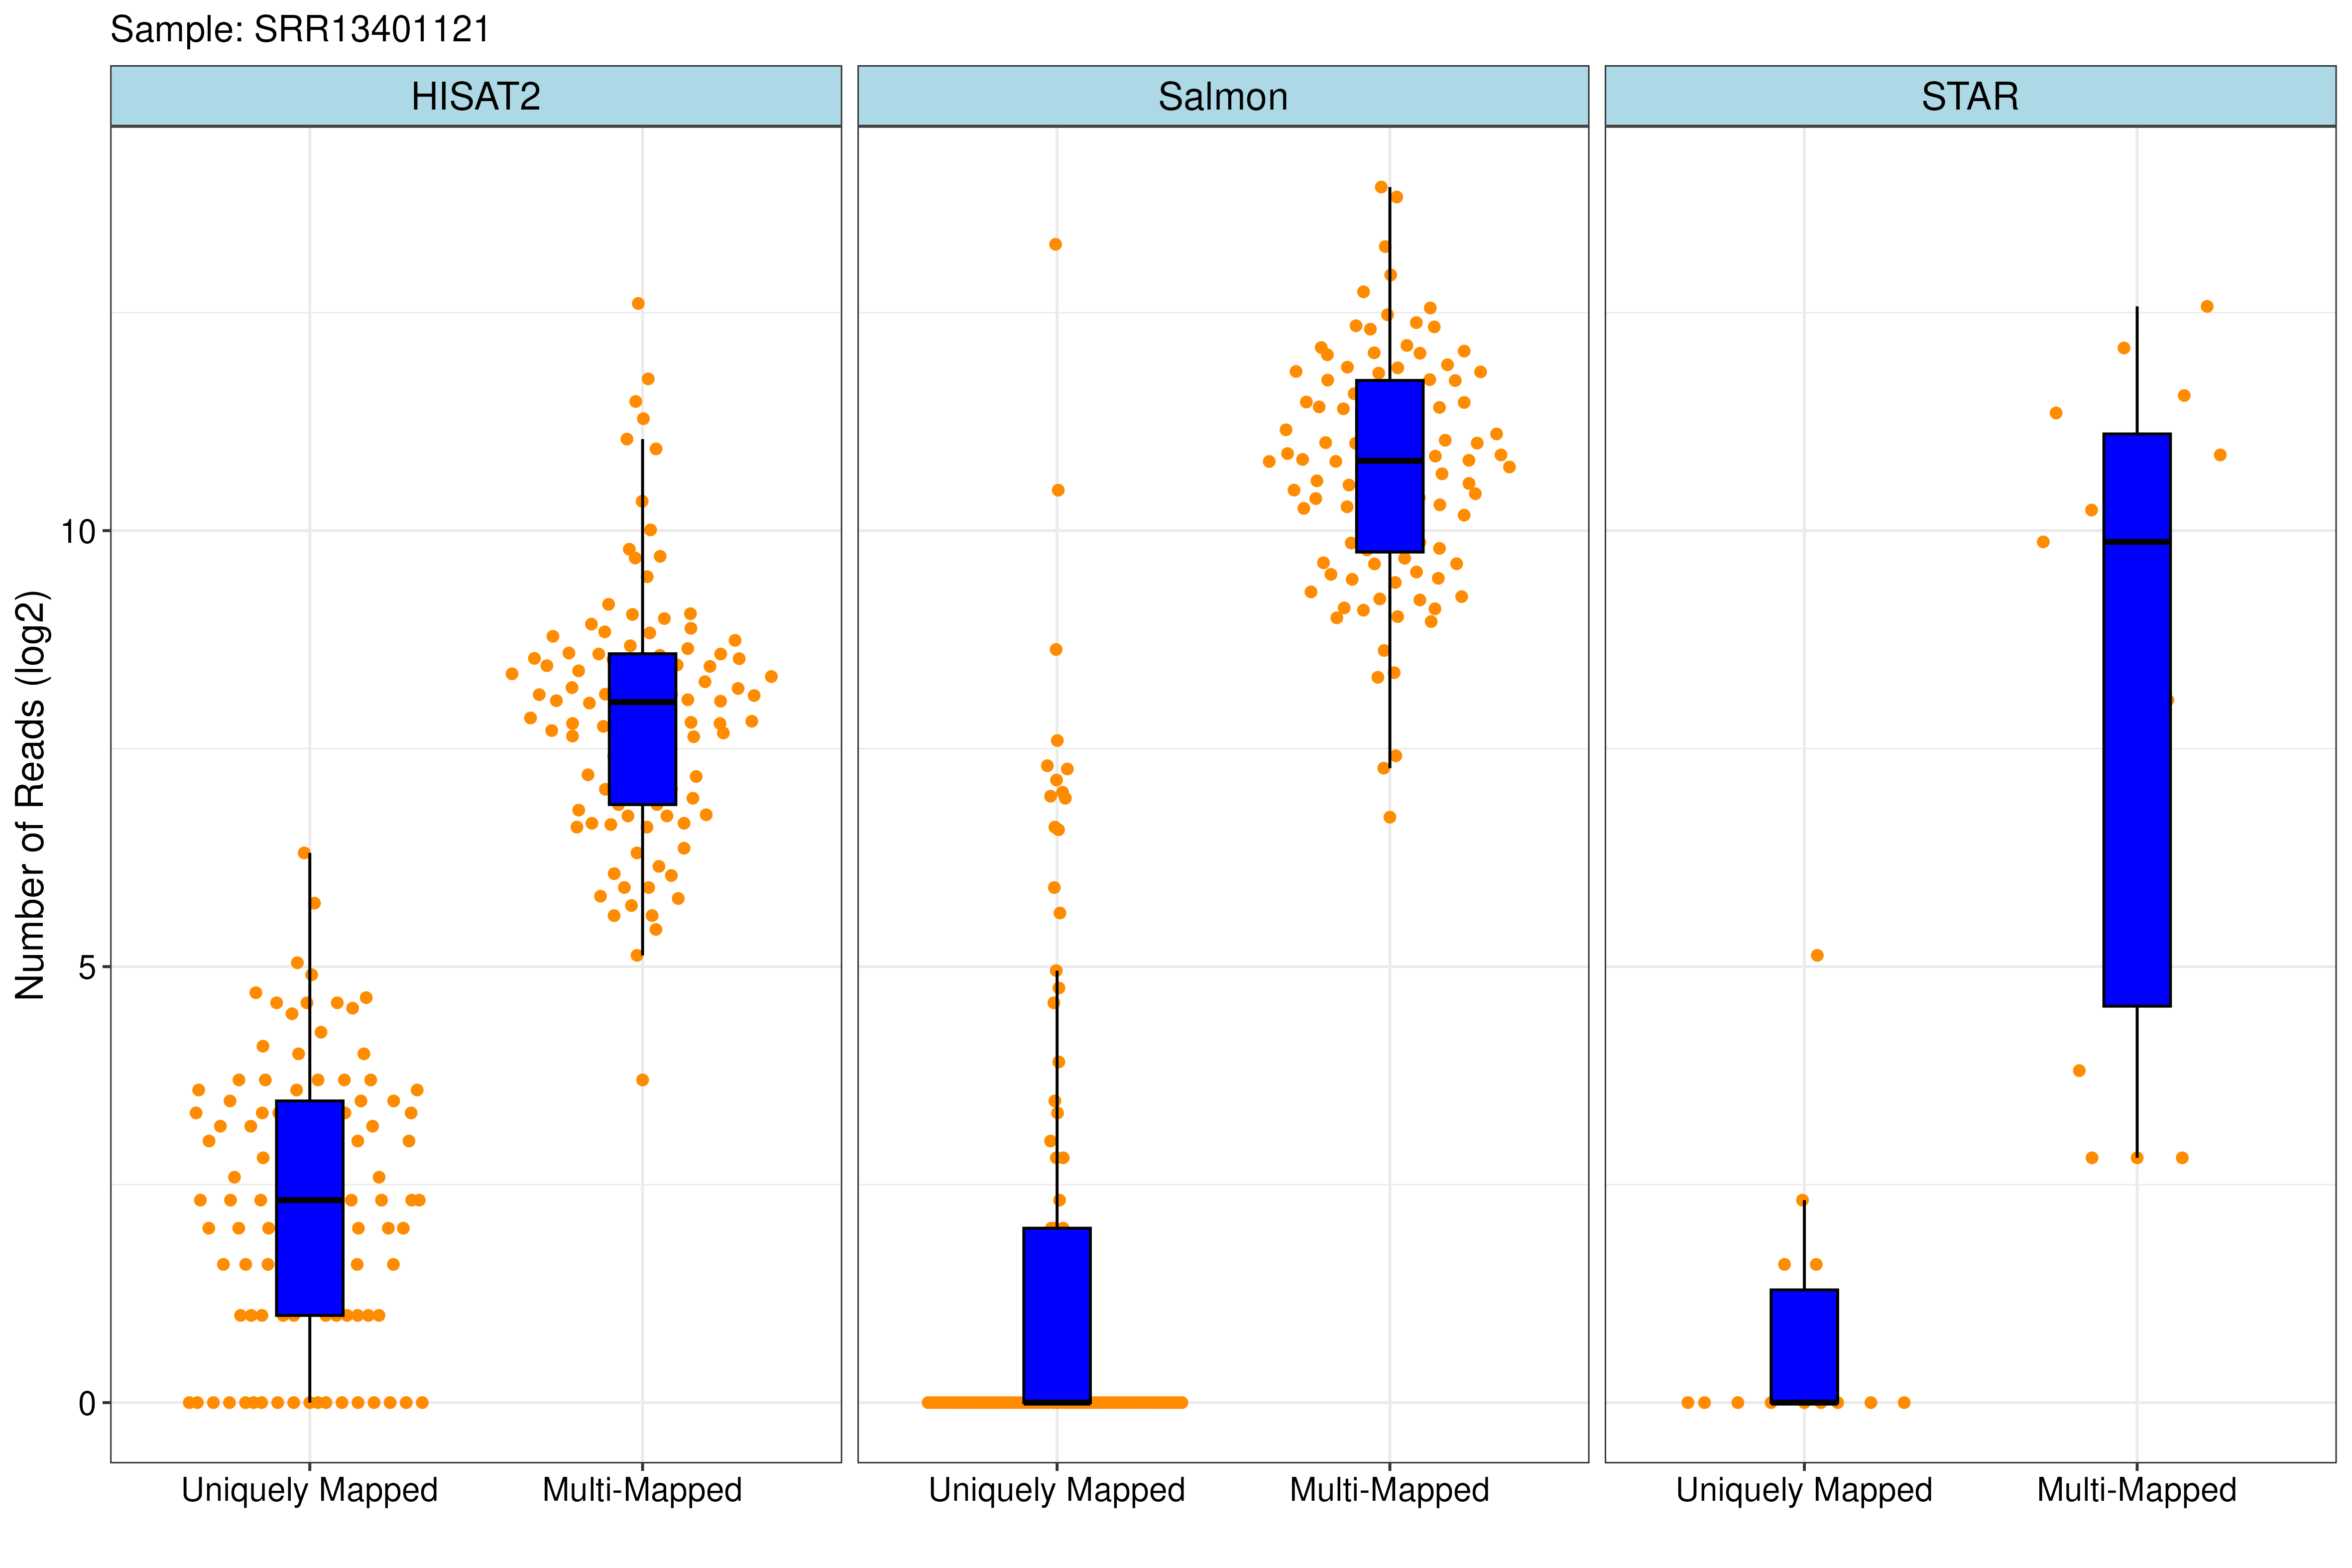 Sample: SRR13401121
HISAT2
Salmon
STAR
Number of Reads (log2)
10
5
0
Uniquely Mapped
Multi-Mapped
Uniquely Mapped
Multi-Mapped
Uniquely Mapped
Multi-Mapped